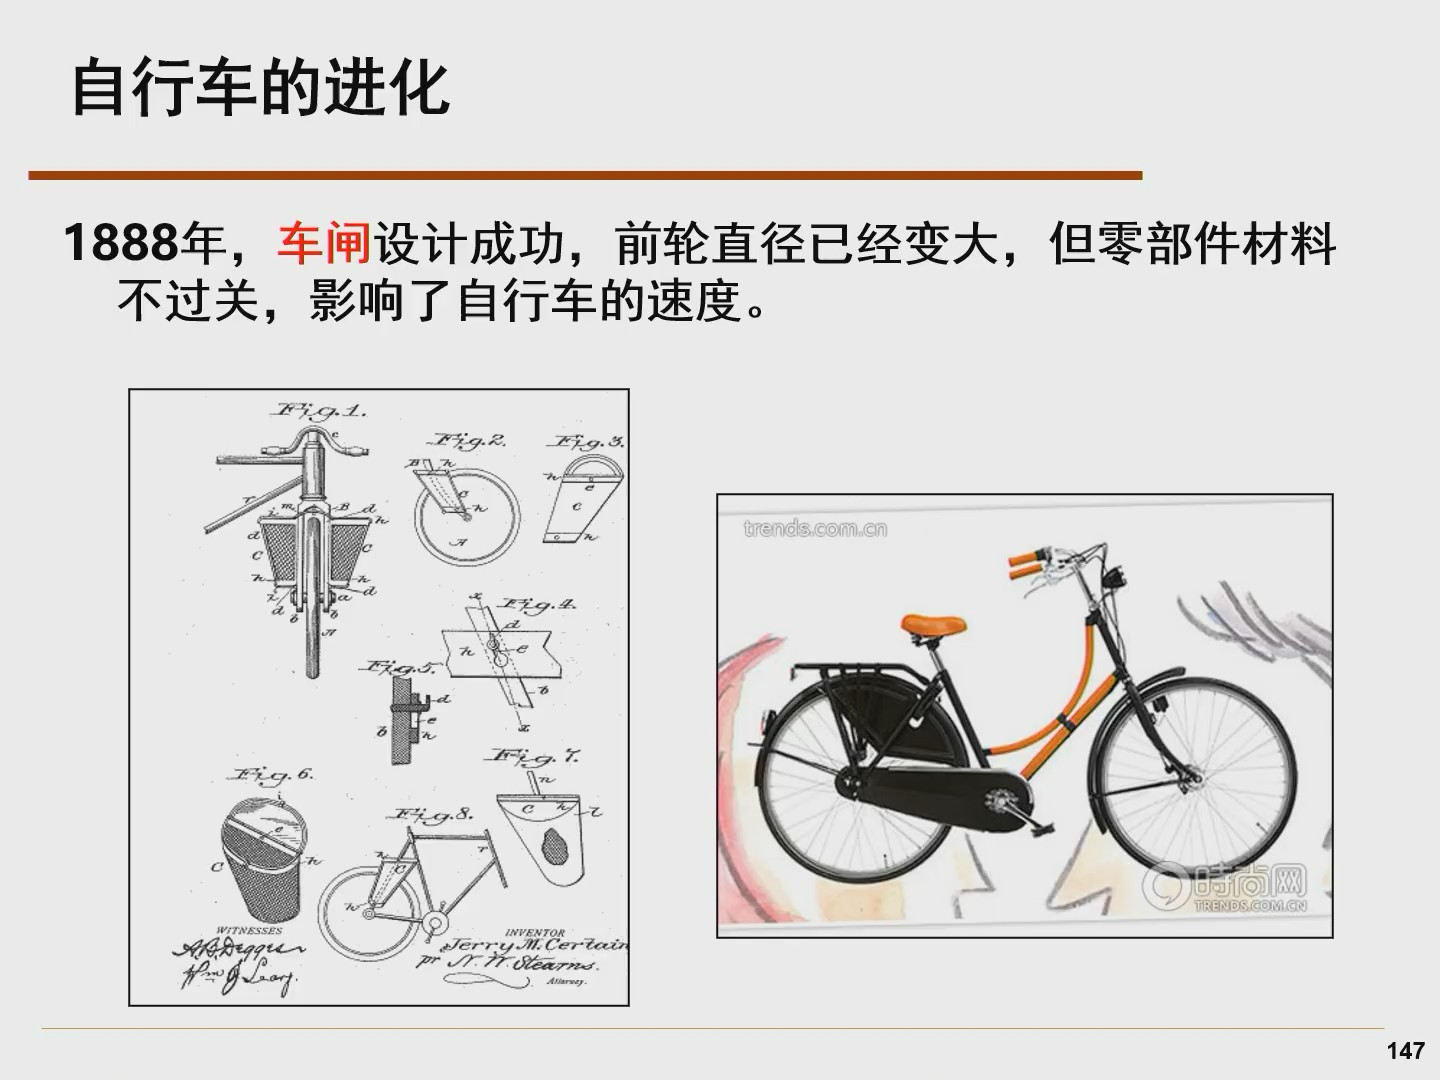 自行车的进化
1888年，车闸设计成功，前轮直径已经变大，但零部件材料
不过关，影响了自行车的速度。
Fig.1.
Fig.2.
Fig.3.
Fig.4.
Fig.5.
Fig.6.
Fig.7.
Fig.8.
WITNESSES
INVENTOR
Jerry M. Certain
pr N. W. Stearns.
Attorney.
trends.com.cn
時尚网
TRENDS.COM.CN
147